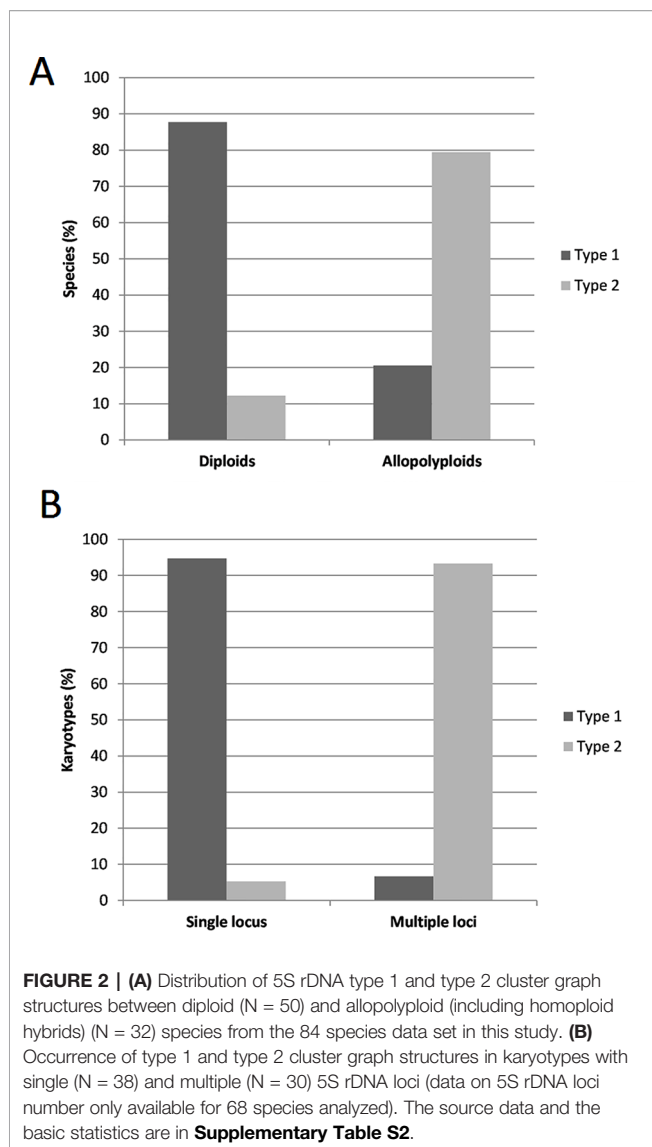 A
100
90
80
70
60
50
40
30
20
10
0
Species (%)
Diploids
Allopolyploids
Type 1
Type 2
B
100
90
80
70
60
50
40
30
20
10
0
Karyotypes (%)
Single locus
Multiple loci
Type 1
Type 2
FIGURE 2 | (A) Distribution of 5S rDNA type 1 and type 2 cluster graph
structures between diploid (N = 50) and allopolyploid (including homoploid
hybrids) (N = 32) species from the 84 species data set in this study. (B)
Occurrence of type 1 and type 2 cluster graph structures in karyotypes with
single (N = 38) and multiple (N = 30) 5S rDNA loci (data on 5S rDNA loci
number only available for 68 species analyzed). The source data and the
basic statistics are in Supplementary Table S2.